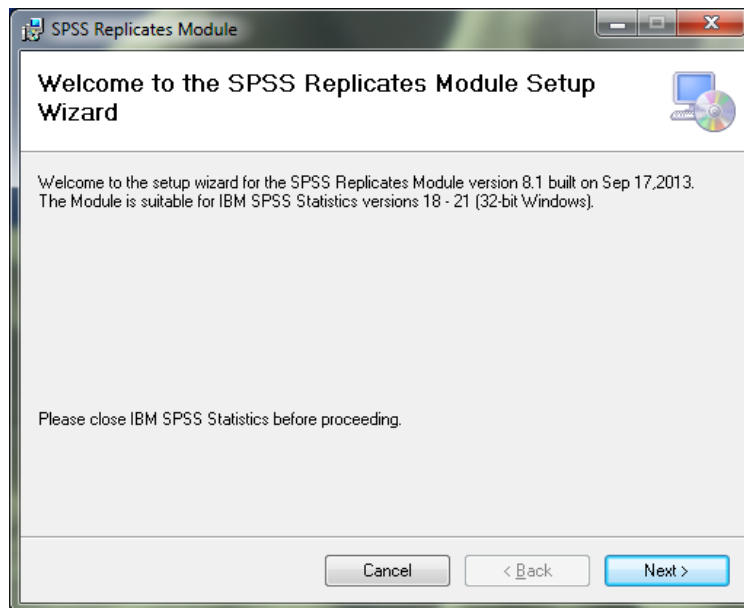 SPSS Replicates Module
Welcome to the SPSS Replicates Module Setup
Wizard
Welcome to the setup wizard for the SPSS Replicates Module version 8.1 built on Sep 17,2013.
The Module is suitable for IBM SPSS Statistics versions 18 - 21 (32-bit Windows).
Please close IBM SPSS Statistics before proceeding.
Cancel
< Back
Next >